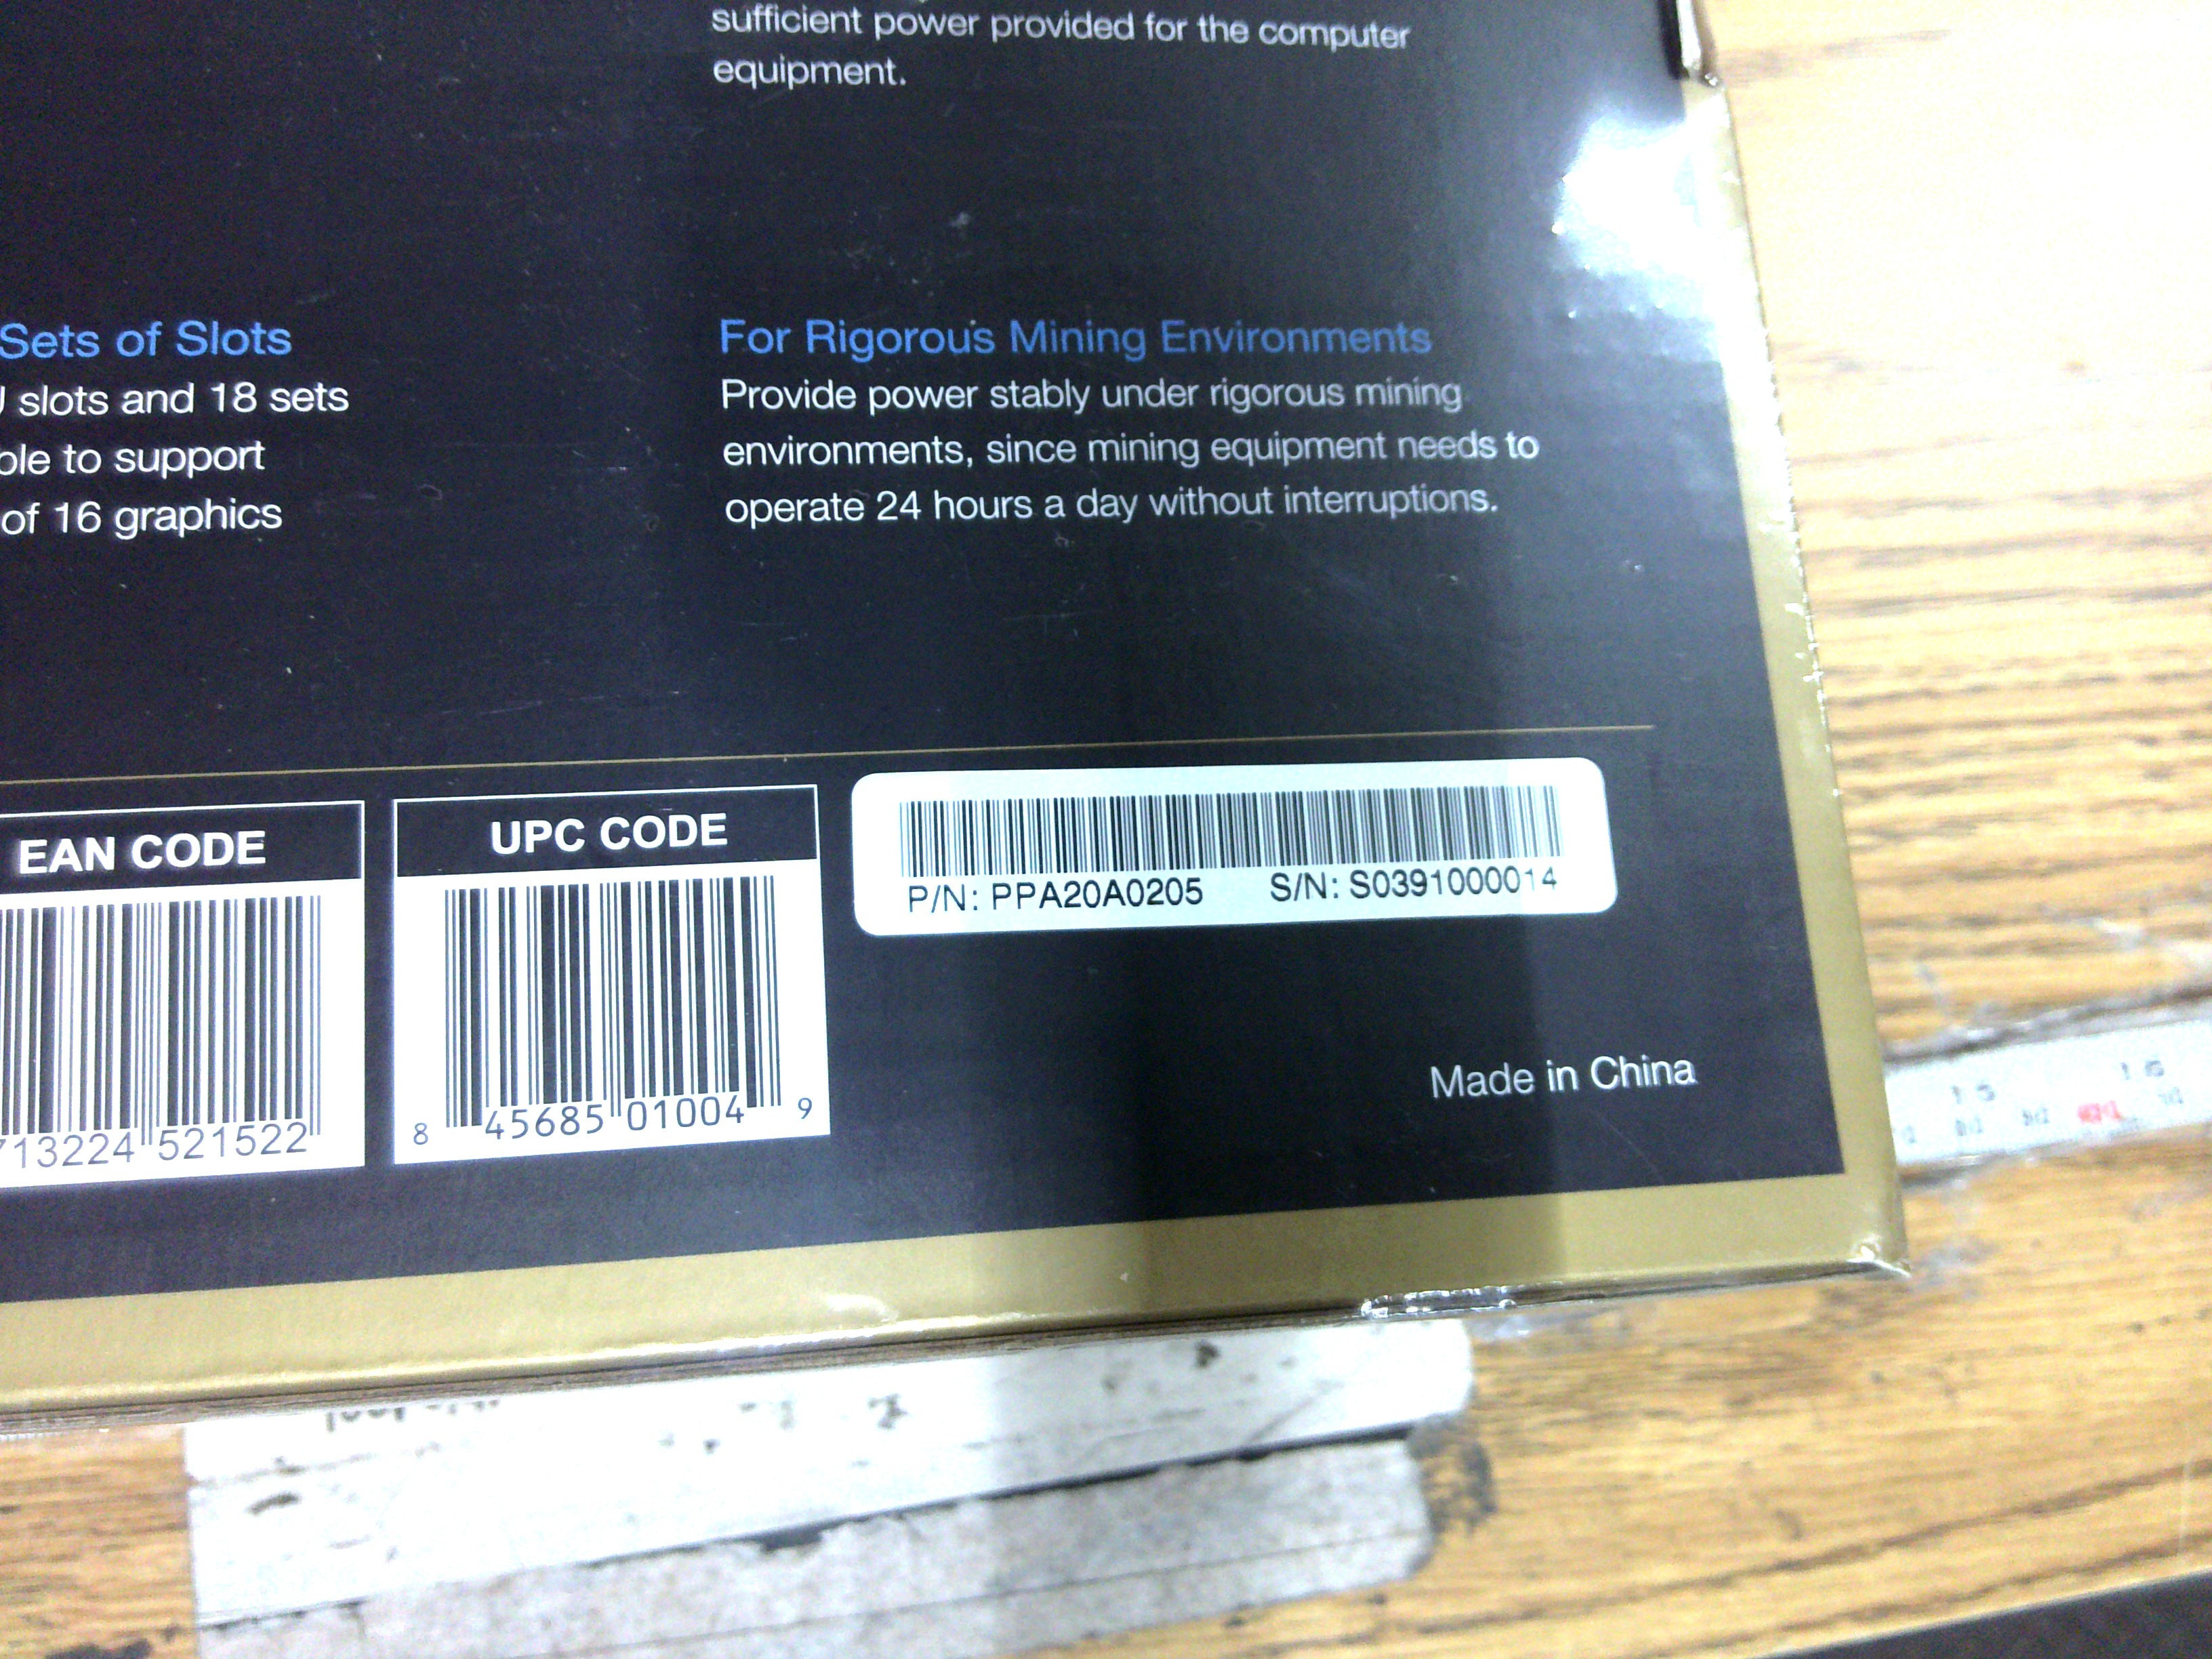 sufficient power provided for the computer
equipment.
Sets of Slots
slots and 18 sets
to support
of 16 graphics
For Rigorous Mining Environments
Provide power stably under rigorous mining
environments, since mining equipment needs to
operate 24 hours a day without interruptions.
EAN CODE
713224 521522
UPC CODE
8 45685 01004 9
P/N: PPA20A0205 S/N: S0391000014
Made in China